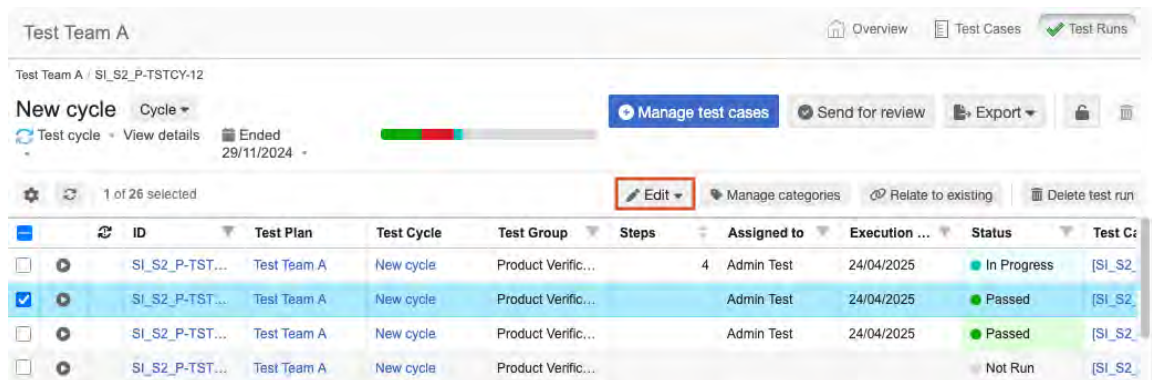 Test Team A Overview Test Cases Test Runs
Test Team A / SI_S2_P-TSTCY-12
New cycle Cycle Manage test cases Send for review Export
Test cycle - View details Ended
- 29/11/2024 -
1 of 26 selected Edit Manage categories Relate to existing Delete test run
ID Test Plan Test Cycle Test Group Steps Assigned to Execution ... Status Test Ca
SI_S2_P-TST... Test Team A New cycle Product Verific... 4 Admin Test 24/04/2025 In Progress [SI_S2_
SI_S2_P-TST... Test Team A New cycle Product Verific... Admin Test 24/04/2025 Passed [SI_S2_
SI_S2_P-TST... Test Team A New cycle Product Verific... Admin Test 24/04/2025 Passed [SI_S2_
SI_S2_P-TST... Test Team A New cycle Product Verific... Not Run [SI_S2_